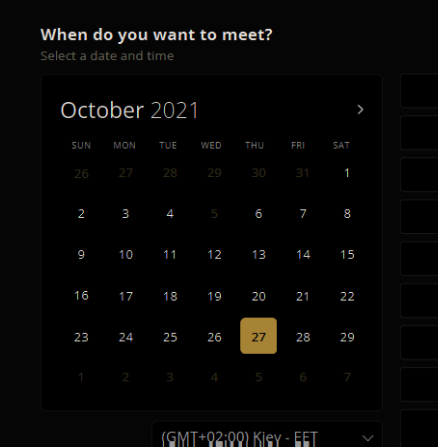 When do you want to meet?
Select a date and time
October 2021
SUN MON TUE WED THU FRI SAT
26 27 28 29 30 31 1
2 3 4 5 6 7 8
9 10 11 12 13 14 15
16 17 18 19 20 21 22
23 24 25 26 27 28 29
1 2 3 4 5 6 7
(GMT+02:00) Kiev - EET